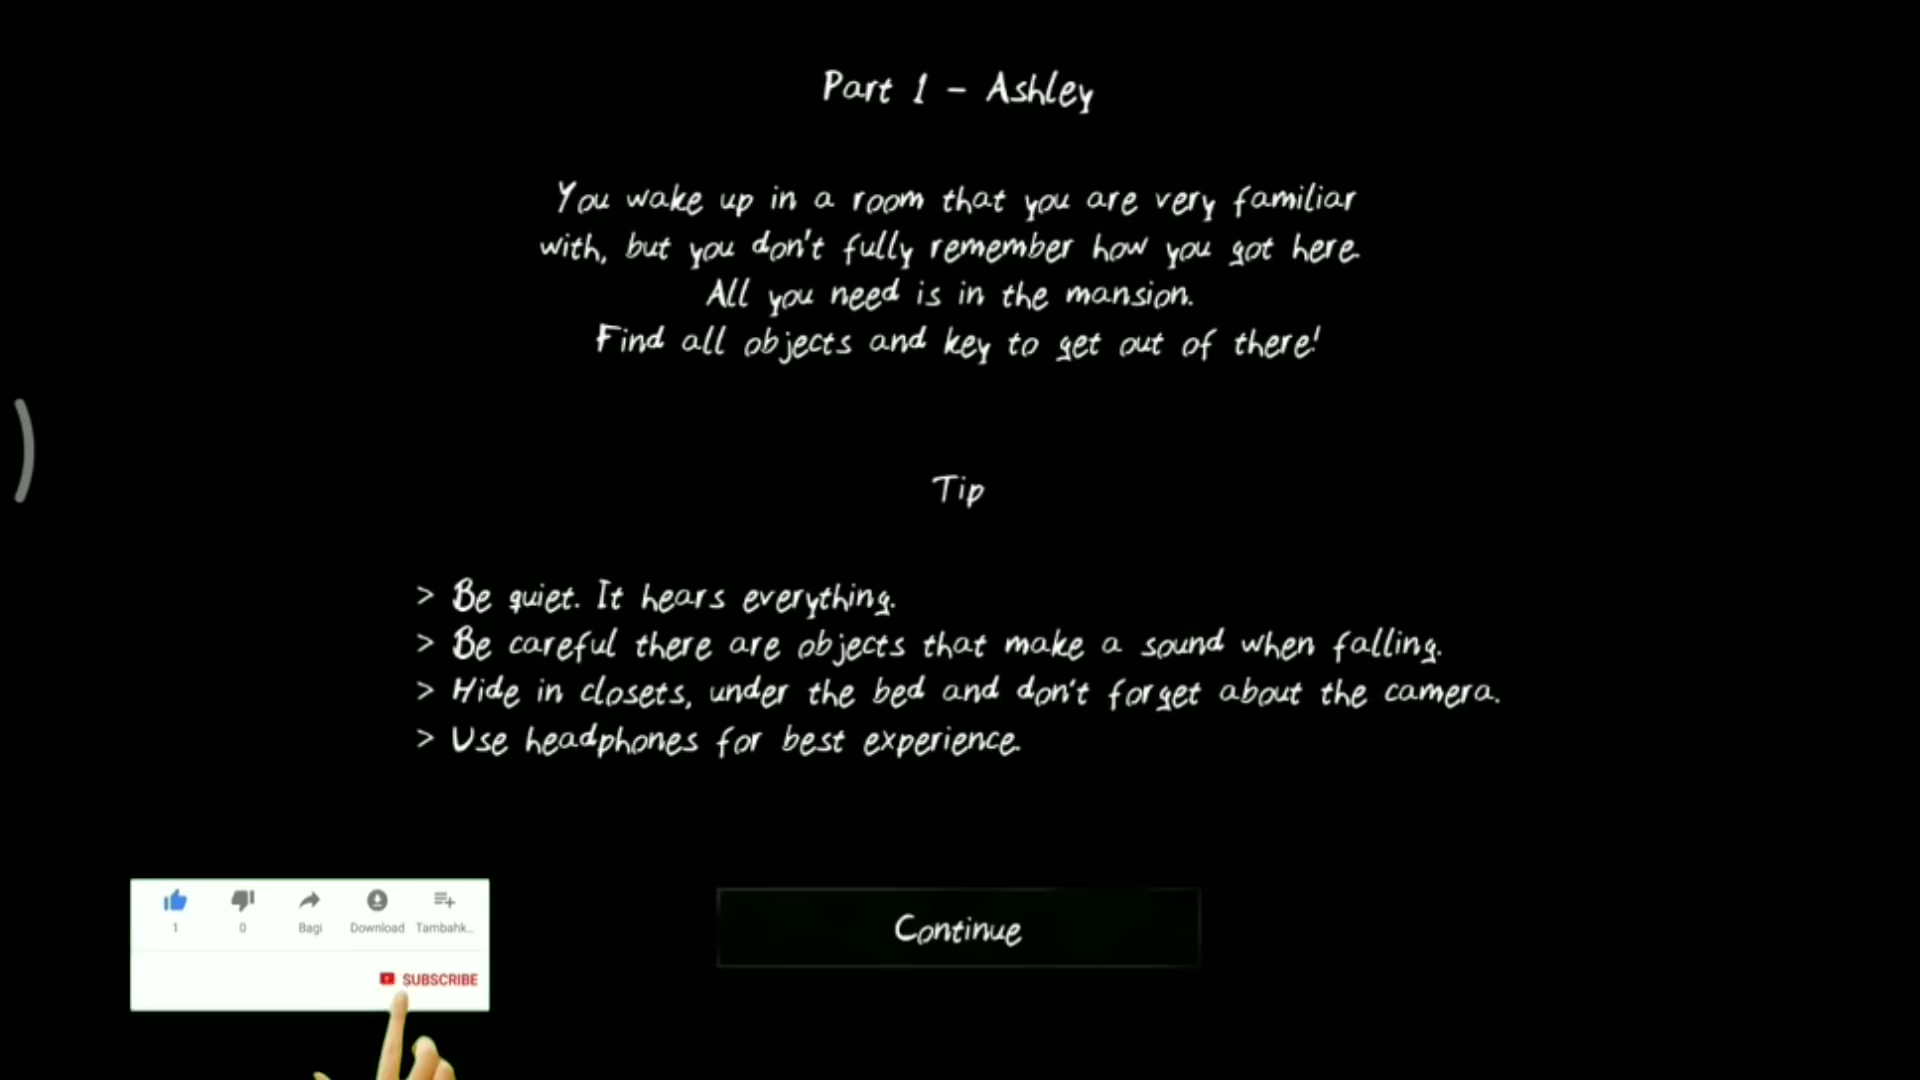 Part 1 - Ashley
You wake up in a room that you are very familiar
with, but you don't fully remember how you got here.
All you need is in the mansion.
Find all objects and key to get out of there!
Tip
> Be quiet. It hears everything.
> Be careful there are objects that make a sound when falling.
> Hide in closets, under the bed and don't forget about the camera.
> Use headphones for best experience.
Continue
1 0 Bagi Download Tambahk...
SUBSCRIBE